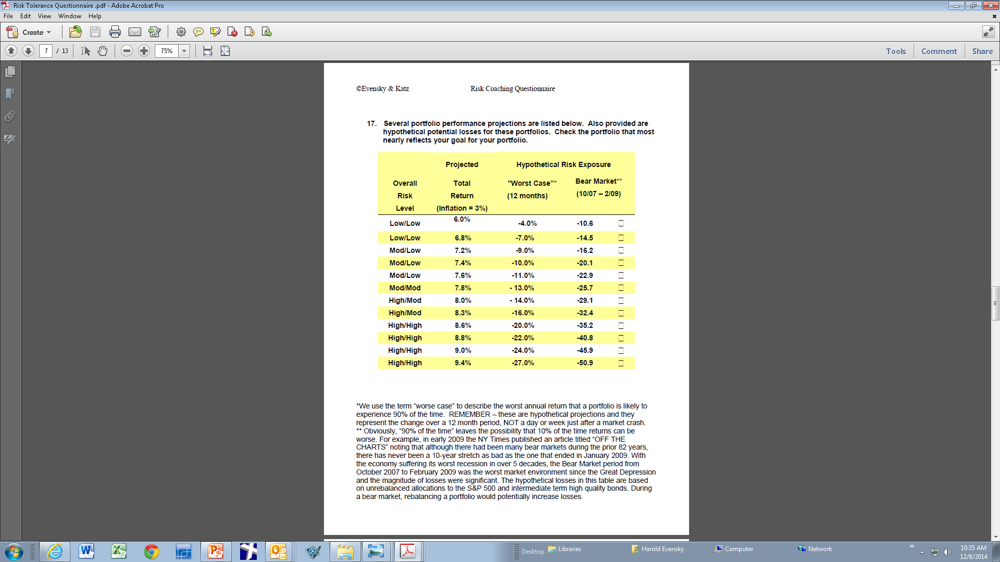 Risk Tolerance Questionnaire .pdf - Adobe Acrobat Pro
File Edit View Window Help
Create
7 / 13 75% Tools Comment Share
©Evensky & Katz Risk Coaching Questionnaire
17. Several portfolio performance projections are listed below. Also provided are
hypothetical potential losses for these portfolios. Check the portfolio that most
nearly reflects your goal for your portfolio.
Projected Hypothetical Risk Exposure
Overall Total "Worst Case”* Bear Market**
Risk Return (12 months) (10/07 – 2/09)
Level (Inflation = 3%)
Low/Low 6.0% -4.0% -10.6 □
Low/Low 6.8% -7.0% -14.5 □
Mod/Low 7.2% -9.0% -16.2 □
Mod/Low 7.4% -10.0% -20.1 □
Mod/Low 7.6% -11.0% -22.9 □
Mod/Mod 7.8% - 13.0% -25.7 □
High/Mod 8.0% - 14.0% -29.1 □
High/Mod 8.3% -16.0% -32.4 □
High/High 8.6% -20.0% -35.2 □
High/High 8.8% -22.0% -40.8 □
High/High 9.0% -24.0% -45.9 □
High/High 9.4% -27.0% -50.9 □
*We use the term “worse case” to describe the worst annual return that a portfolio is likely to
experience 90% of the time. REMEMBER – these are hypothetical projections and they
represent the change over a 12 month period, NOT a day or week just after a market crash.
** Obviously, “90% of the time” leaves the possibility that 10% of the time returns can be
worse. For example, in early 2009 the NY Times published an article titled “OFF THE
CHARTS” noting that although there had been many bear markets during the prior 82 years,
there has never been a 10-year stretch as bad as the one that ended in January 2009. With
the economy suffering its worst recession in over 5 decades, the Bear Market period from
October 2007 to February 2009 was the worst market environment since the Great Depression
and the magnitude of losses were significant. The hypothetical losses in this table are based
on unrebalanced allocations to the S&P 500 and intermediate term high quality bonds. During
a bear market, rebalancing a portfolio would potentially increase losses.
Desktop Libraries Harold Evensky Computer Network
10:35 AM
12/8/2014